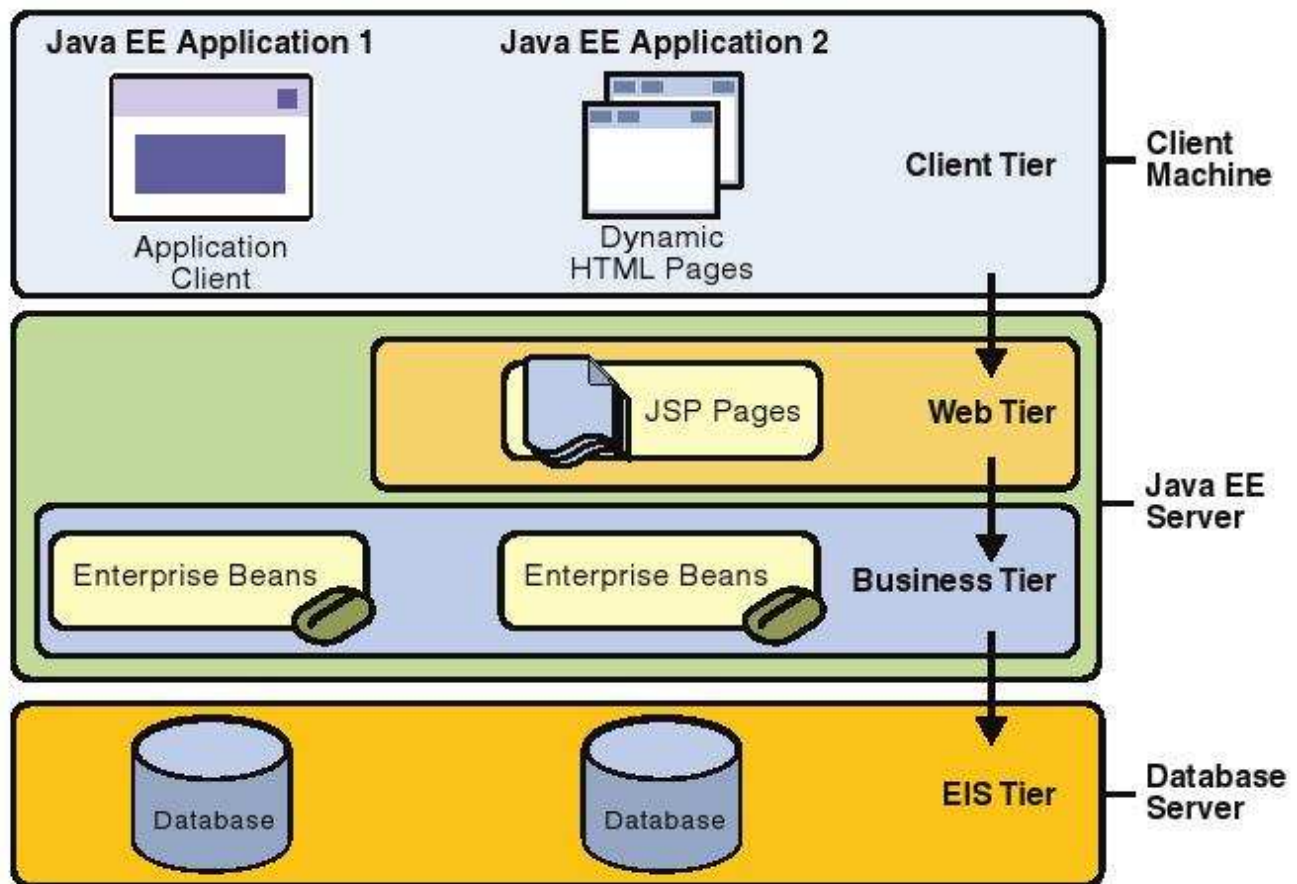 Java EE Application 1
Java EE Application 2
Application
Client
Dynamic
HTML Pages
Client Tier
Client
Machine
JSP Pages
Web Tier
Java EE
Server
Enterprise Beans
Enterprise Beans
Business Tier
Database
Database
EIS Tier
Database
Server